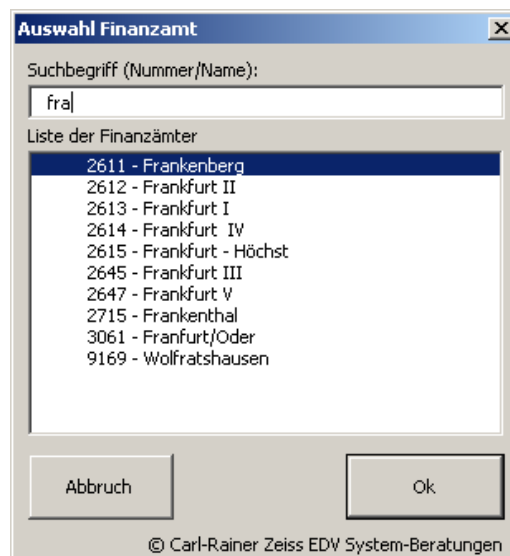 Auswahl Finanzamt
Suchbegriff (Nummer/Name):
fra
Liste der Finanzämter
2611 - Frankenberg
2612 - Frankfurt II
2613 - Frankfurt I
2614 - Frankfurt  IV
2615 - Frankfurt - Höchst
2645 - Frankfurt III
2647 - Frankfurt V
2715 - Frankenthal
3061 - Franfurt/Oder
9169 - Wolfratshausen
Abbruch
Ok
© Carl-Rainer Zeiss EDV System-Beratungen